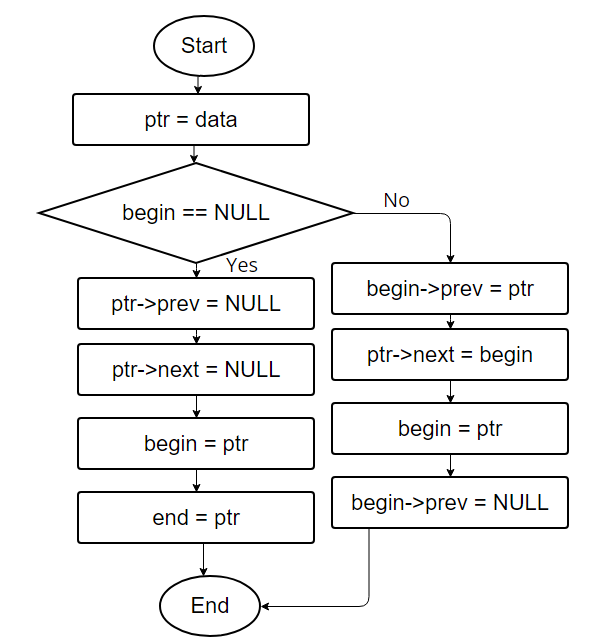 Start
ptr = data
begin == NULL
No
Yes
ptr->prev = NULL
ptr->next = NULL
begin = ptr
end = ptr
begin->prev = ptr
ptr->next = begin
begin = ptr
begin->prev = NULL
End